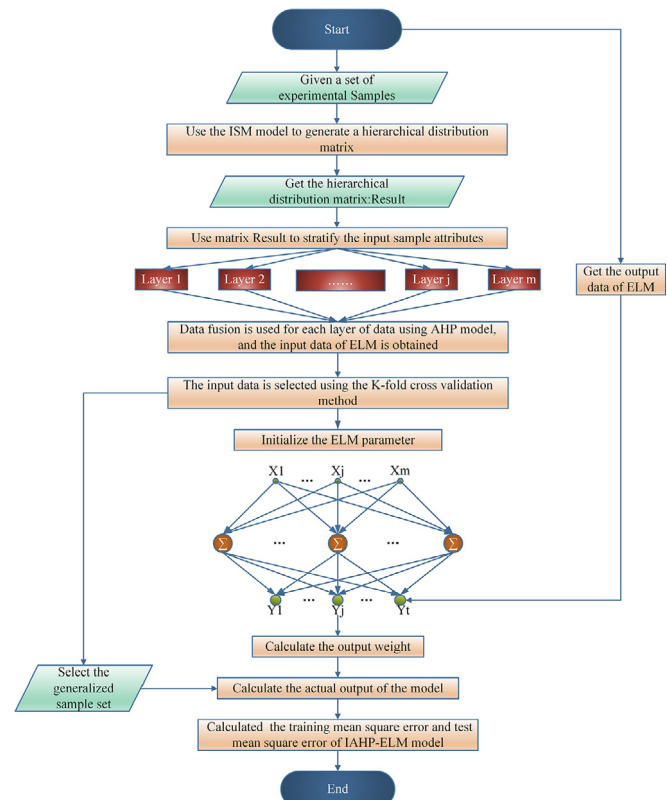 Start
Given a set of
experimental Samples
Use the ISM model to generate a hierarchical distribution
matrix
Get the hierarchical
distribution matrix:Result
Use matrix Result to stratify the input sample attributes
Layer 1
Layer 2
......
Layer j
Layer m
Get the output
data of ELM
Data fusion is used for each layer of data using AHP model,
and the input data of ELM is obtained
The input data is selected using the K-fold cross validation
method
Initialize the ELM parameter
X1 ... Xj ... Xm
Σ ... Σ ... Σ
Y1 ... Yj ... Yt
Calculate the output weight
Select the
generalized
sample set
Calculate the actual output of the model
Calculated the training mean square error and test
mean square error of IAHP-ELM model
End